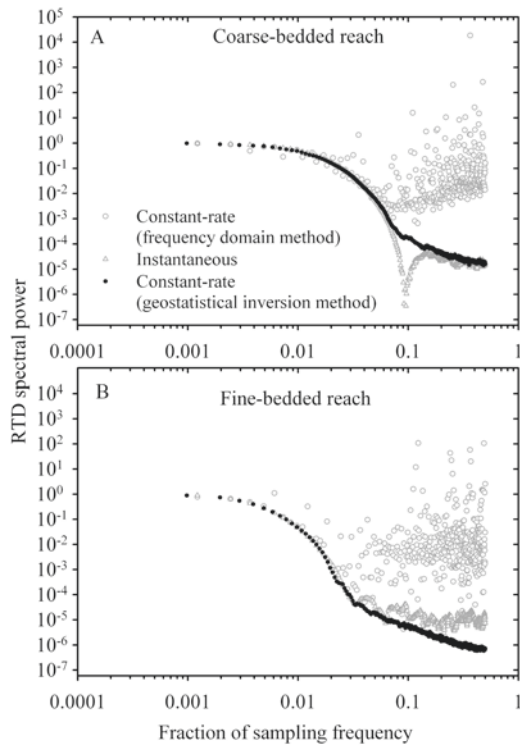 RTD spectral power
10^5
A
Coarse-bedded reach
10^4
10^3
10^2
10^1
10^0
10^-1
10^-2
10^-3
10^-4
10^-5
10^-6
10^-7
Constant-rate
(frequency domain method)
Instantaneous
Constant-rate
(geostatistical inversion method)
0.0001 0.001 0.01 0.1 1
B
Fine-bedded reach
10^4
10^3
10^2
10^1
10^0
10^-1
10^-2
10^-3
10^-4
10^-5
10^-6
10^-7
0.0001 0.001 0.01 0.1 1
Fraction of sampling frequency